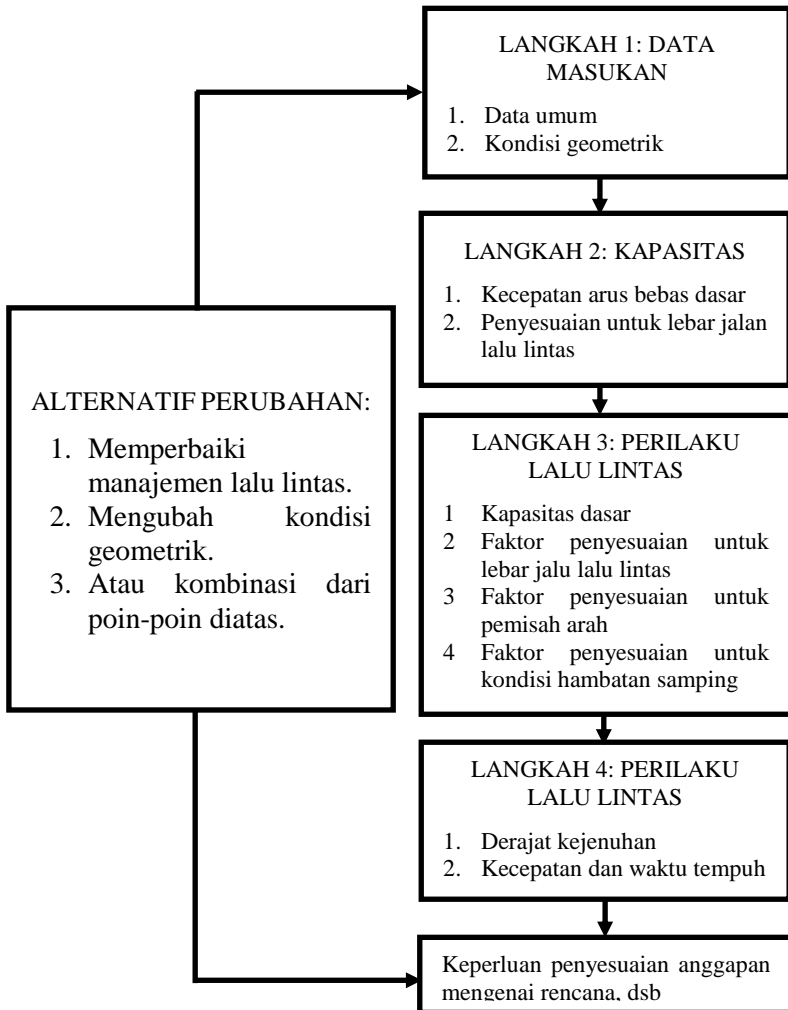 LANGKAH 1: DATA
MASUKAN
1. Data umum
2. Kondisi geometrik
LANGKAH 2: KAPASITAS
1. Kecepatan arus bebas dasar
2. Penyesuaian untuk lebar jalan
lalu lintas
ALTERNATIF PERUBAHAN:
1. Memperbaiki
manajemen lalu lintas.
2. Mengubah kondisi
geometrik.
3. Atau kombinasi dari
poin-poin diatas.
LANGKAH 3: PERILAKU
LALU LINTAS
1 Kapasitas dasar
2 Faktor penyesuaian untuk
lebar jalu lalu lintas
3 Faktor penyesuaian untuk
pemisah arah
4 Faktor penyesuaian untuk
kondisi hambatan samping
LANGKAH 4: PERILAKU
LALU LINTAS
1. Derajat kejenuhan
2. Kecepatan dan waktu tempuh
Keperluan penyesuaian anggapan
mengenai rencana, dsb